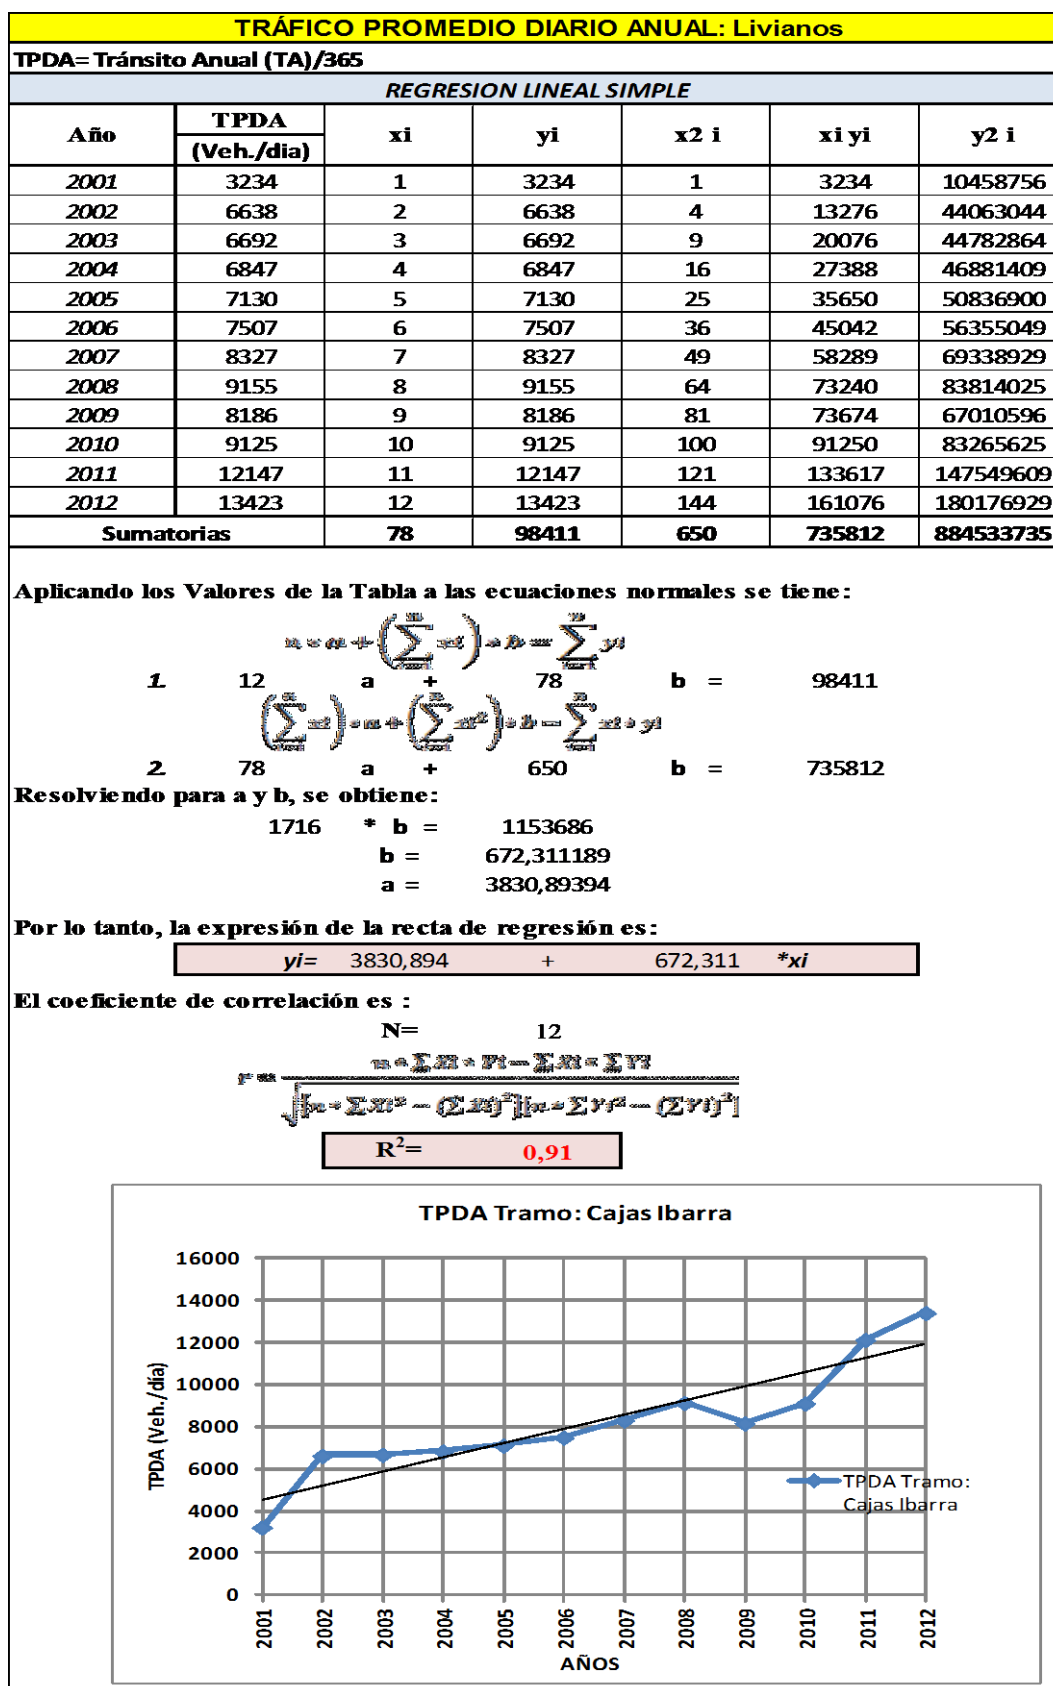 TRÁFICO PROMEDIO DIARIO ANUAL: Livianos
TPDA= Tránsito Anual (TA)/365
REGRESION LINEAL SIMPLE
Año TPDA (Veh./dia) xi yi x2 i xi yi y2 i
2001 3234 1 3234 1 3234 10458756
2002 6638 2 6638 4 13276 44063044
2003 6692 3 6692 9 20076 44782864
2004 6847 4 6847 16 27388 46881409
2005 7130 5 7130 25 35650 50836900
2006 7507 6 7507 36 45042 56355049
2007 8327 7 8327 49 58289 69338929
2008 9155 8 9155 64 73240 83814025
2009 8186 9 8186 81 73674 67010596
2010 9125 10 9125 100 91250 83265625
2011 12147 11 12147 121 133617 147549609
2012 13423 12 13423 144 161076 180176929
Sumatorias 78 98411 650 735812 884533735
Aplicando los Valores de la Tabla a las ecuaciones normales se tiene:
1. 12 a + 78 b = 98411
2. 78 a + 650 b = 735812
Resolviendo para a y b, se obtiene:
1716 * b = 1153686
b = 672,311189
a = 3830,89394
Por lo tanto, la expresión de la recta de regresión es:
yi= 3830,894 + 672,311 *xi
El coeficiente de correlación es :
N= 12
R²= 0,91
TPDA Tramo: Cajas Ibarra
16000
14000
12000
10000
8000
6000
4000
2000
0
TPDA (Veh./día)
TPDA Tramo:
Cajas Ibarra
2001 2002 2003 2004 2005 2006 2007 2008 2009 2010 2011 2012
AÑOS